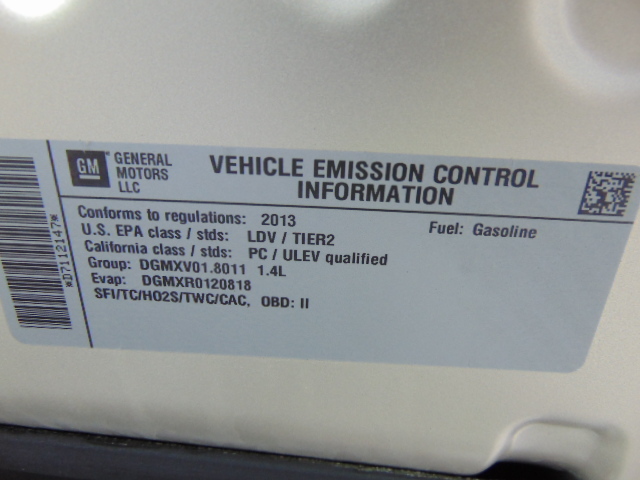 GM
GENERAL
MOTORS
LLC
VEHICLE EMISSION CONTROL
INFORMATION
Conforms to regulations: 2013
Fuel: Gasoline
U.S. EPA class / stds: LDV / TIER2
California class / stds: PC / ULEV qualified
Group: DGMXV01.8011 1.4L
Evap: DGMXR0120818
SFI/TC/HO2S/TWC/CAC, OBD: II
*D7112147*